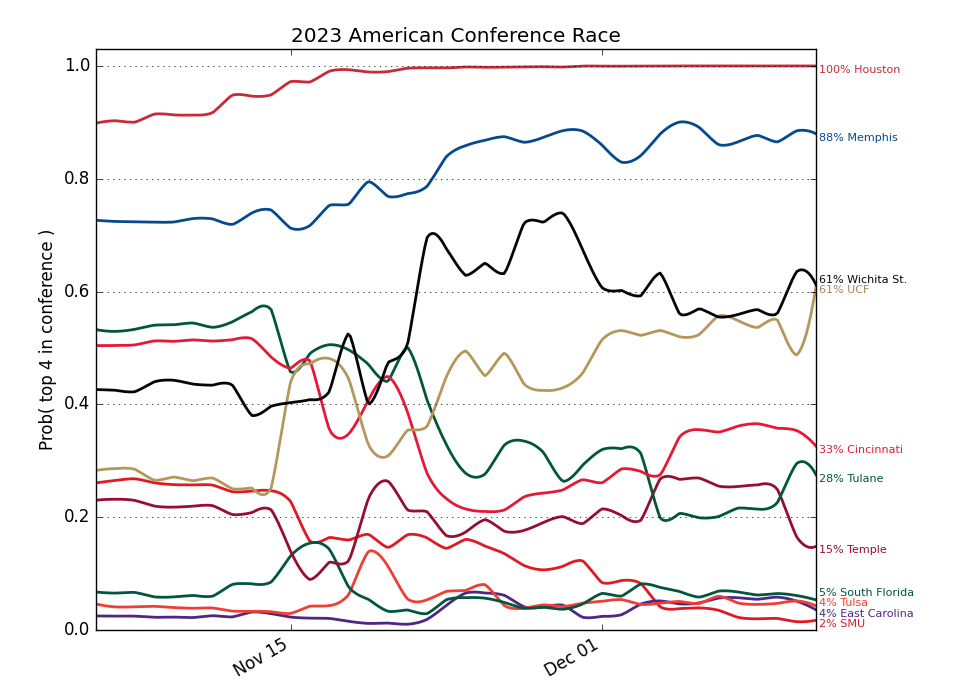 2023 American Conference Race
1.0
0.8
0.6
0.4
0.2
0.0
Prob( top 4 in conference )
Nov 15
Dec 01
100% Houston
88% Memphis
61% Wichita St.
61% UCF
33% Cincinnati
28% Tulane
15% Temple
5% South Florida
4% Tulsa
4% East Carolina
2% SMU